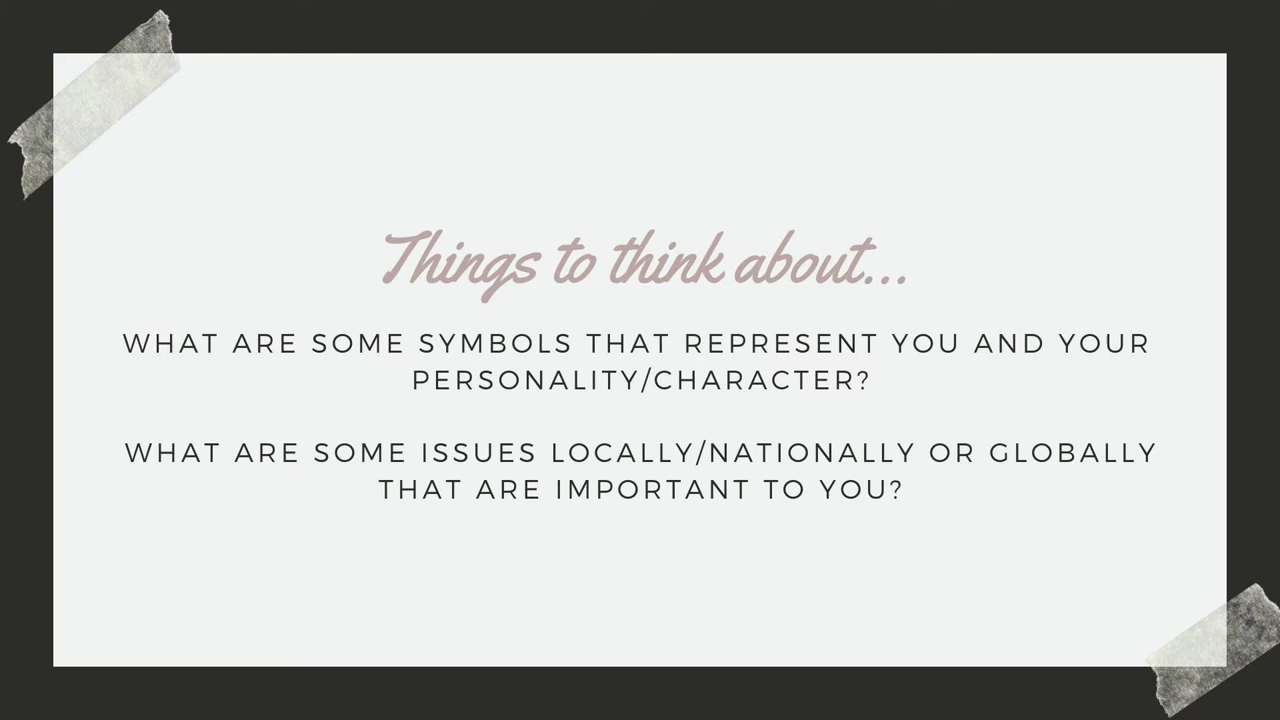 Things to think about...
WHAT ARE SOME SYMBOLS THAT REPRESENT YOU AND YOUR
PERSONALITY/CHARACTER?
WHAT ARE SOME ISSUES LOCALLY/NATIONALLY OR GLOBALLY
THAT ARE IMPORTANT TO YOU?